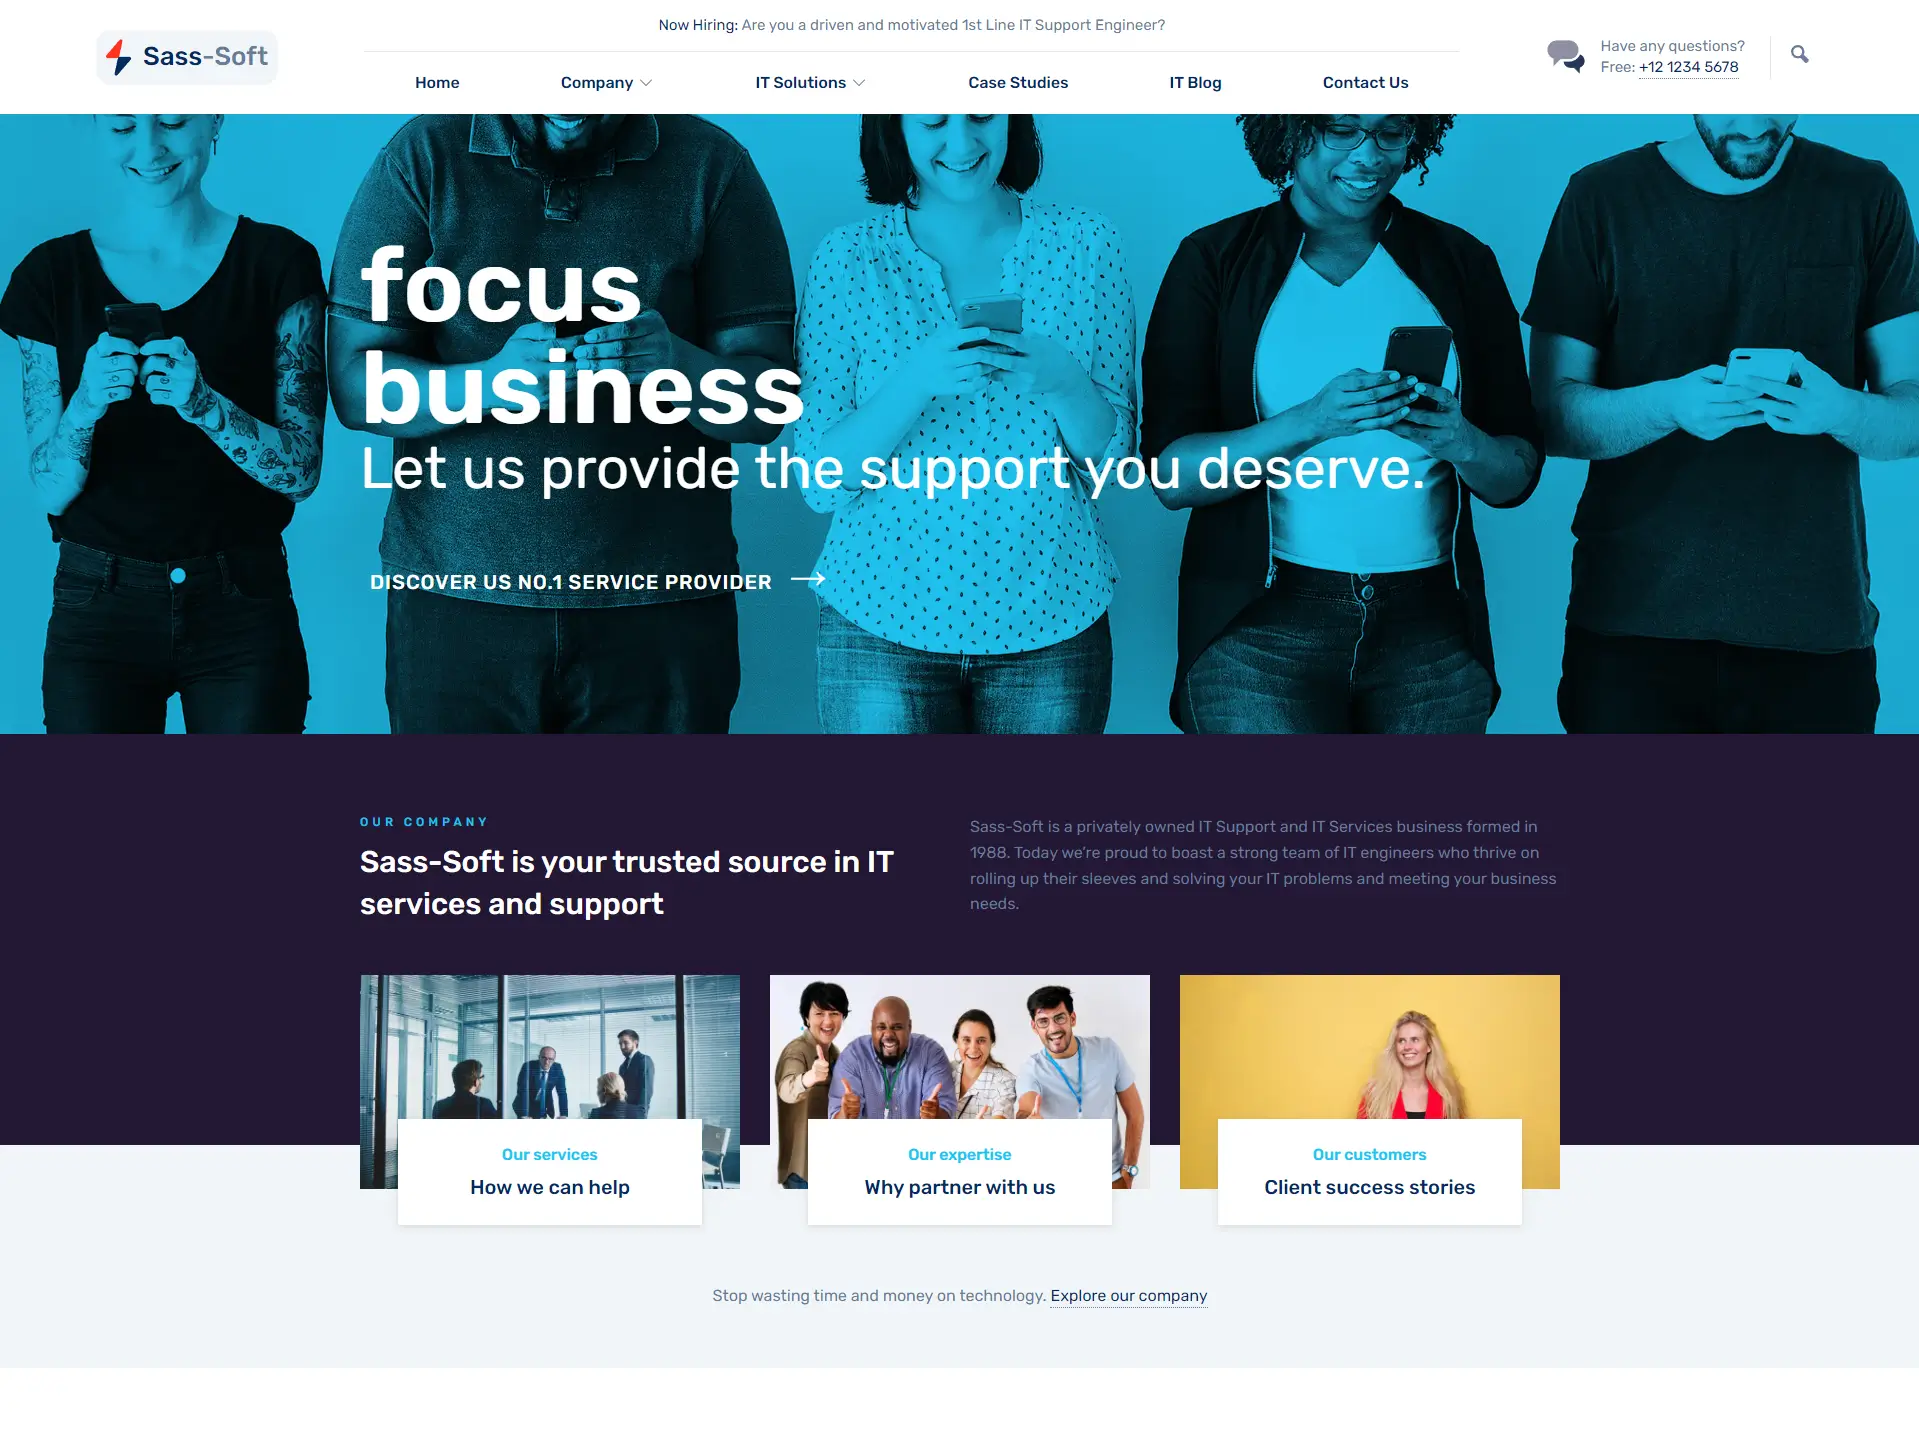 Sass-Soft
Now Hiring: Are you a driven and motivated 1st Line IT Support Engineer?
Home
Company
IT Solutions
Case Studies
IT Blog
Contact Us
Have any questions?
Free: +12 1234 5678
focus
business
Let us provide the support you deserve.
DISCOVER US NO.1 SERVICE PROVIDER
OUR COMPANY
Sass-Soft is your trusted source in IT
services and support
Sass-Soft is a privately owned IT Support and IT Services business formed in
1988. Today we're proud to boast a strong team of IT engineers who thrive on
rolling up their sleeves and solving your IT problems and meeting your business
needs.
Our services
How we can help
Our expertise
Why partner with us
Our customers
Client success stories
Stop wasting time and money on technology. Explore our company